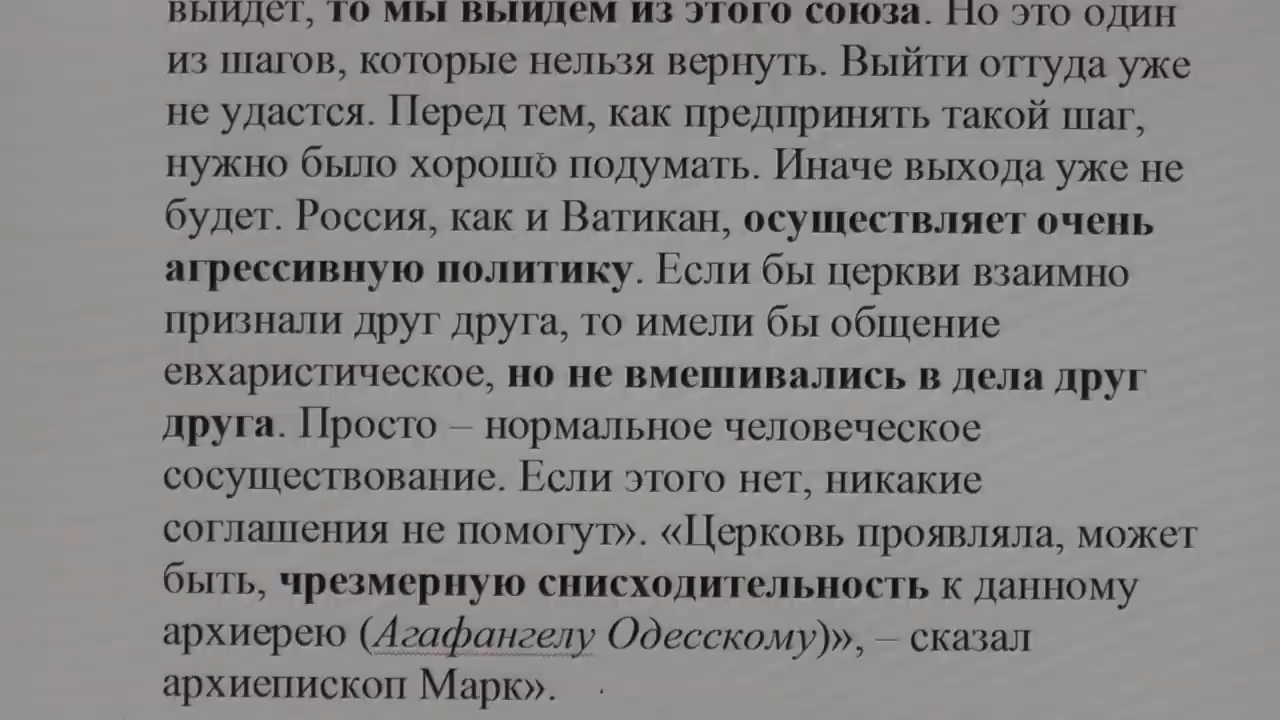 выйдет, то мы выйдем из этого союза. Но это один
из шагов, которые нельзя вернуть. Выйти оттуда уже
не удастся. Перед тем, как предпринять такой шаг,
нужно было хорошо подумать. Иначе выхода уже не
будет. Россия, как и Ватикан, осуществляет очень
агрессивную политику. Если бы церкви взаимно
признали друг друга, то имели бы общение
евхаристическое, но не вмешивались в дела друг
друга. Просто – нормальное человеческое
сосуществование. Если этого нет, никакие
соглашения не помогут». «Церковь проявляла, может
быть, чрезмерную снисходительность к данному
архиерею (Агафангелу Одесскому)», – сказал
архиепископ Марк».